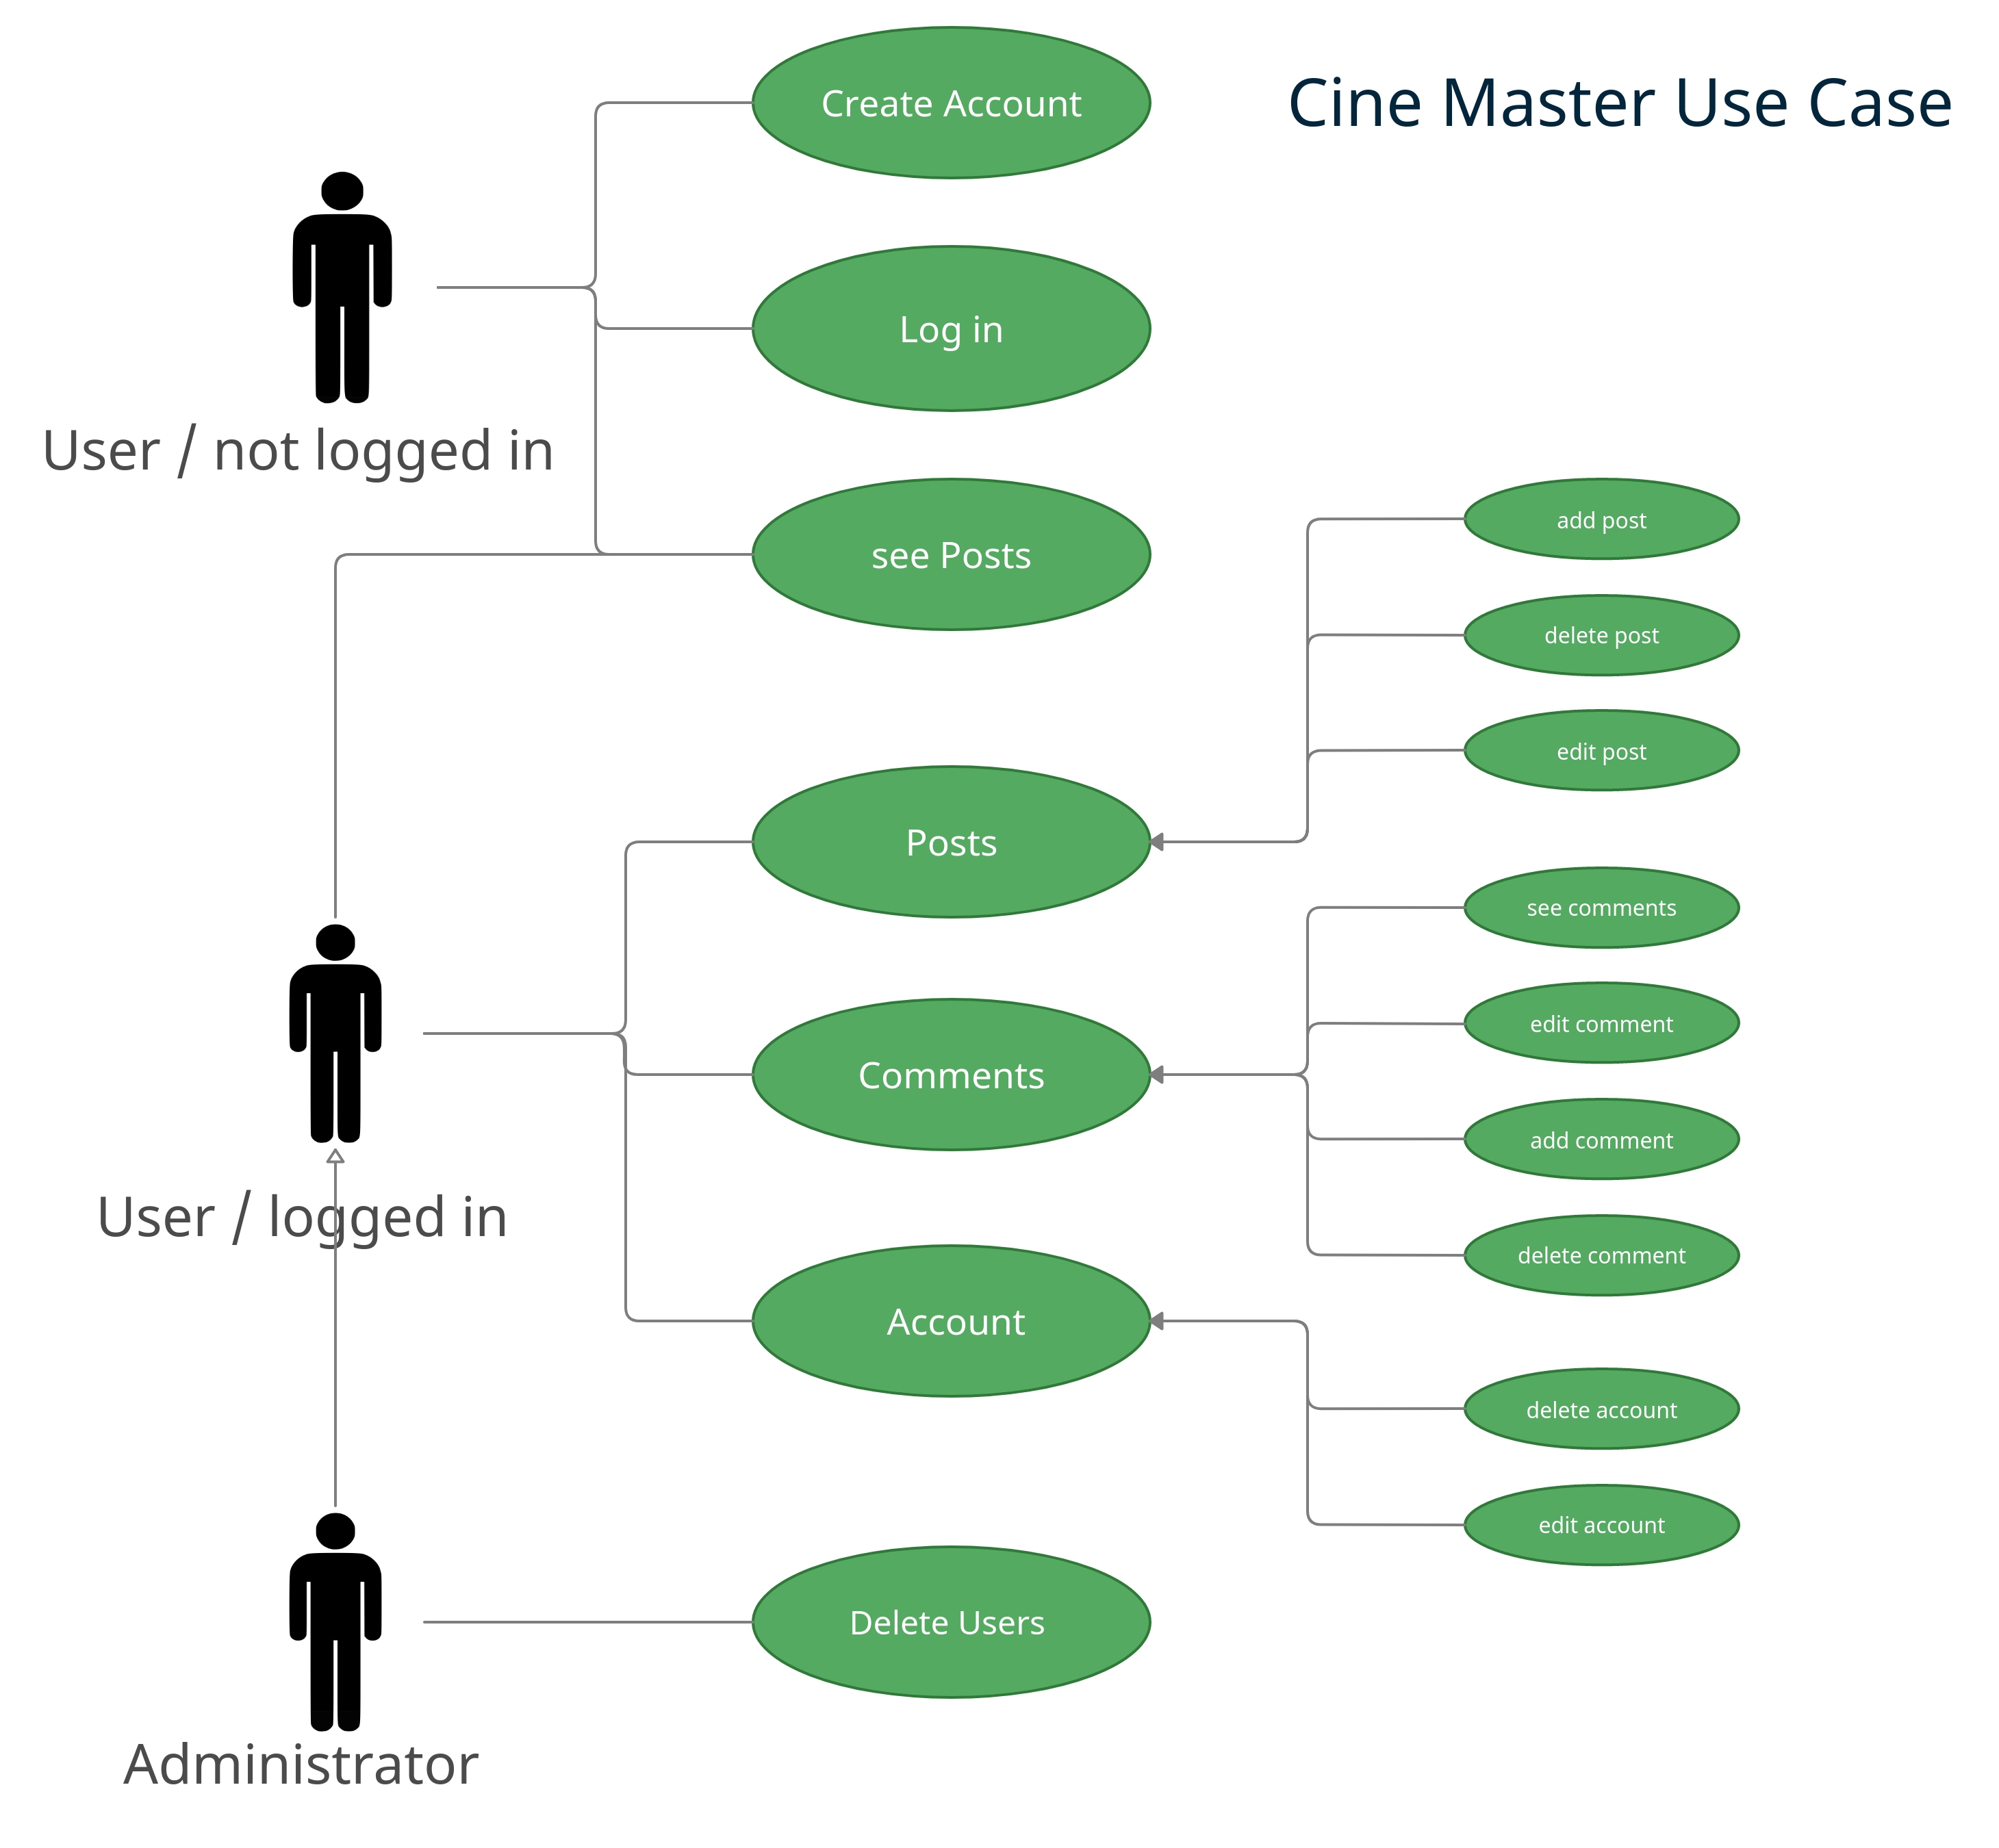 Create Account
Cine Master Use Case
Log in
User / not logged in
see Posts
add post
delete post
edit post
Posts
see comments
edit comment
Comments
add comment
User / logged in
delete comment
Account
delete account
edit account
Delete Users
Administrator